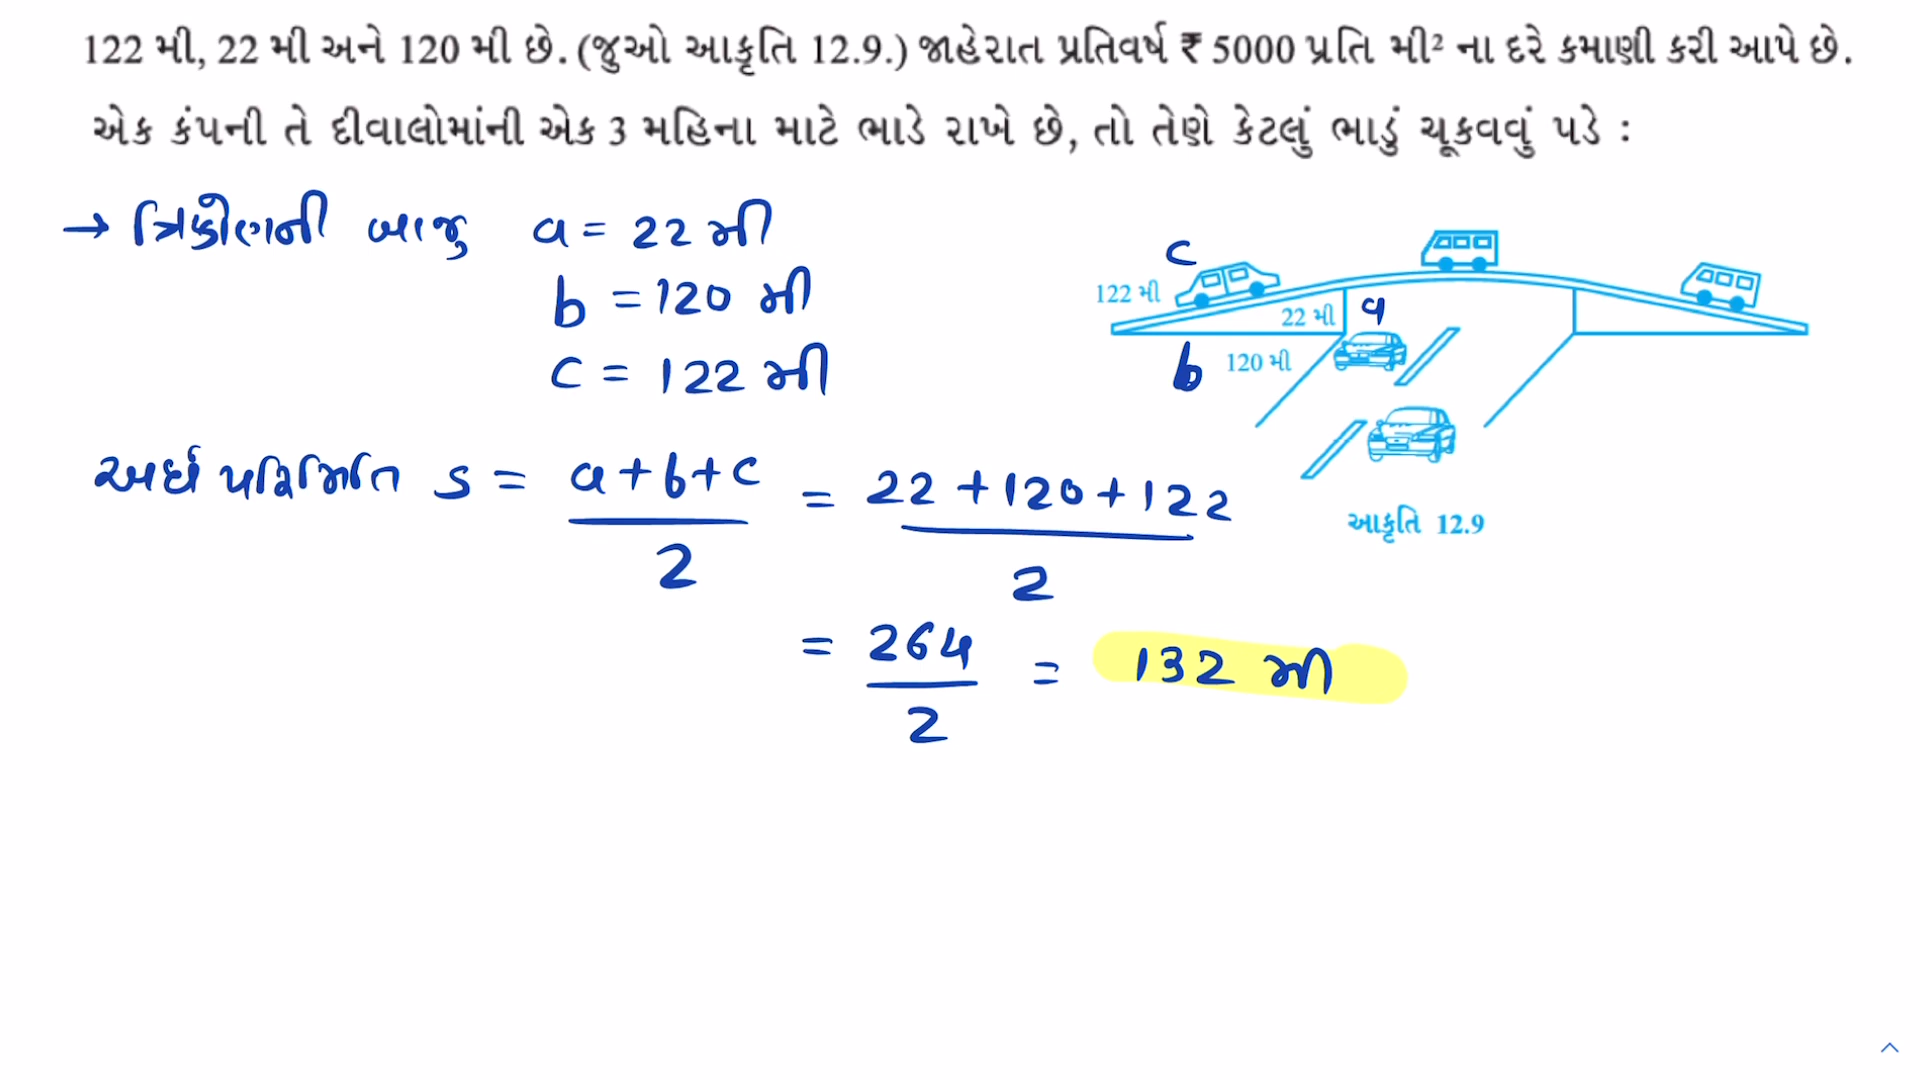 122 મી, 22 મી અને 120 મી છે. (જુઓ આકૃતિ 12.9.) જાહેરાત પ્રતિવર્ષ ₹ 5000 પ્રતિ મી² ના દરે કમાણી કરી આપે છે.
એક કંપની તે દીવાલોમાંની એક 3 મહિના માટે ભાડે રાખે છે, તો તેણે કેટલું ભાડું ચૂકવવું પડે :
→ ત્રિકોણની બાજુ a = 22 મી
b = 120 મી
c = 122 મી
c
122 મી
22 મી a
b 120 મી
આકૃતિ 12.9
અર્ધ પરિમિતિ s = a+b+c = 22 + 120 + 122
2 2
= 264 = 132 મી
2